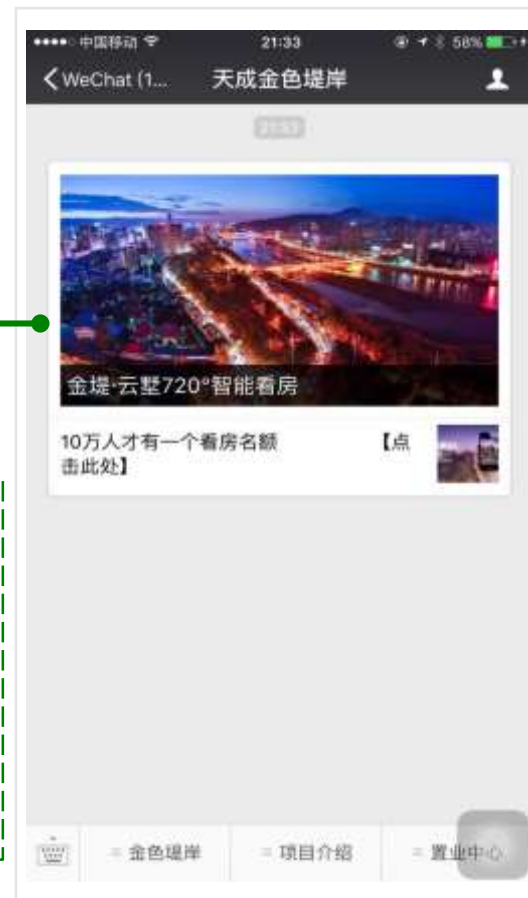 中国移动
21:33
58%
WeChat (1...
天成金色堤岸
21:33
金堤·云墅720°智能看房
10万人才有一个看房名额 【点
击此处】
金色堤岸
项目介绍
置业中心